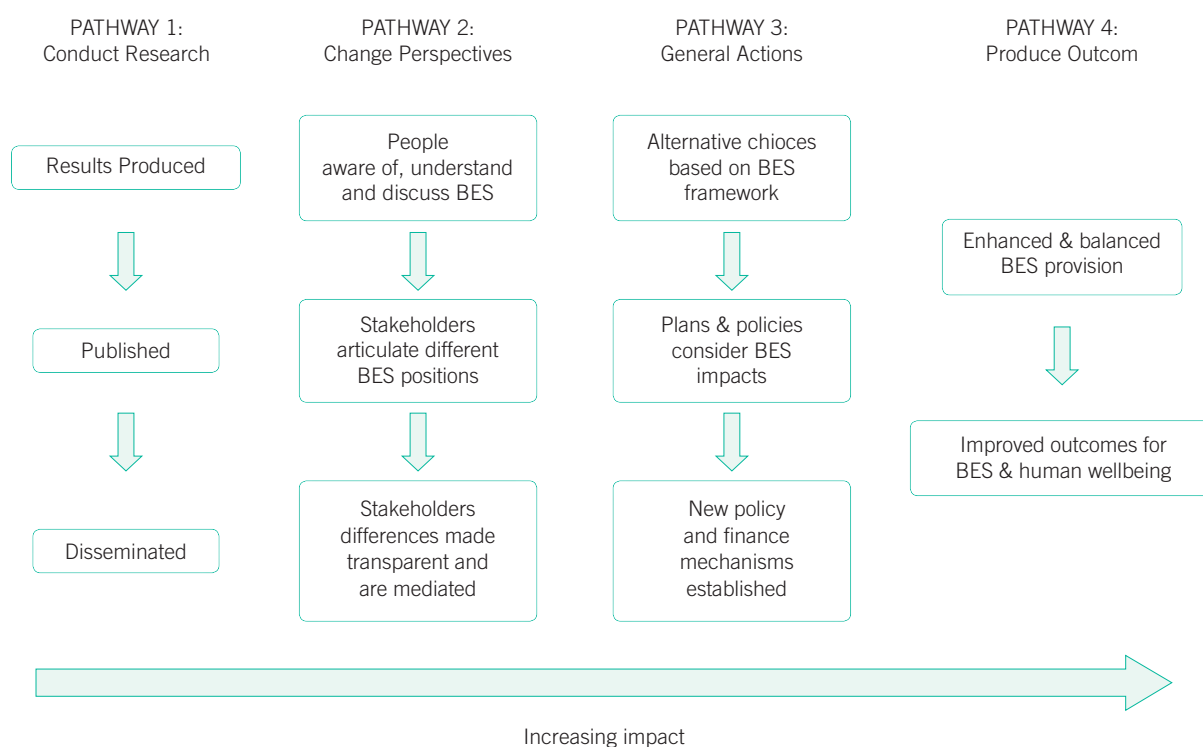 PATHWAY 1:
Conduct Research
Results Produced
Published
Disseminated
PATHWAY 2:
Change Perspectives
People
aware of, understand
and discuss BES
Stakeholders
articulate different
BES positions
Stakeholders
differences made
transparent and
are mediated
PATHWAY 3:
General Actions
Alternative chioces
based on BES
framework
Plans & policies
consider BES
impacts
New policy
and finance
mechanisms
established
PATHWAY 4:
Produce Outcom
Enhanced & balanced
BES provision
Improved outcomes for
BES & human wellbeing
Increasing impact